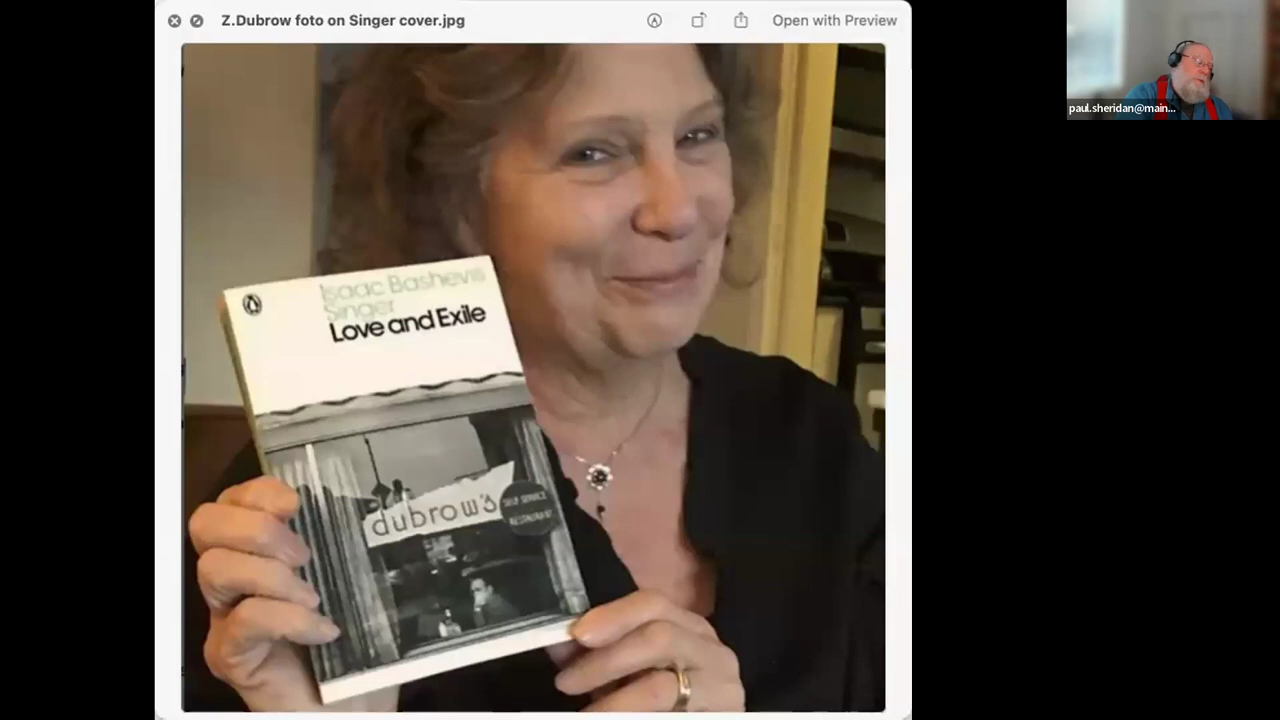 Z.Dubrow foto on Singer cover.jpg
Open with Preview
paul.sheridan@main...
Isaac Bashevis
Singer
Love and Exile
dubrow's
SELF SERVICE
RESTAURANT